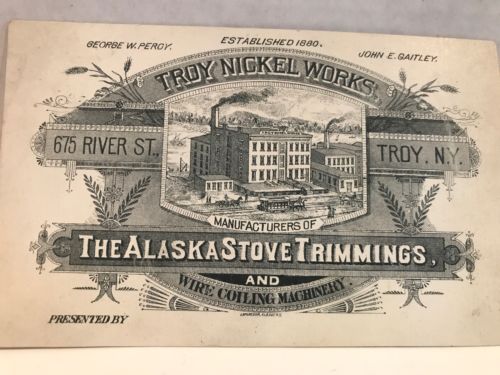 GEORGE W. PERCY.
ESTABLISHED 1880.
JOHN E. GAITLEY.
TROY NICKEL WORKS,
675 RIVER ST.
TROY, N.Y.
MANUFACTURERS OF
THE ALASKA STOVE TRIMMINGS,
AND
WIRE COILING MACHINERY.
PRESENTED BY